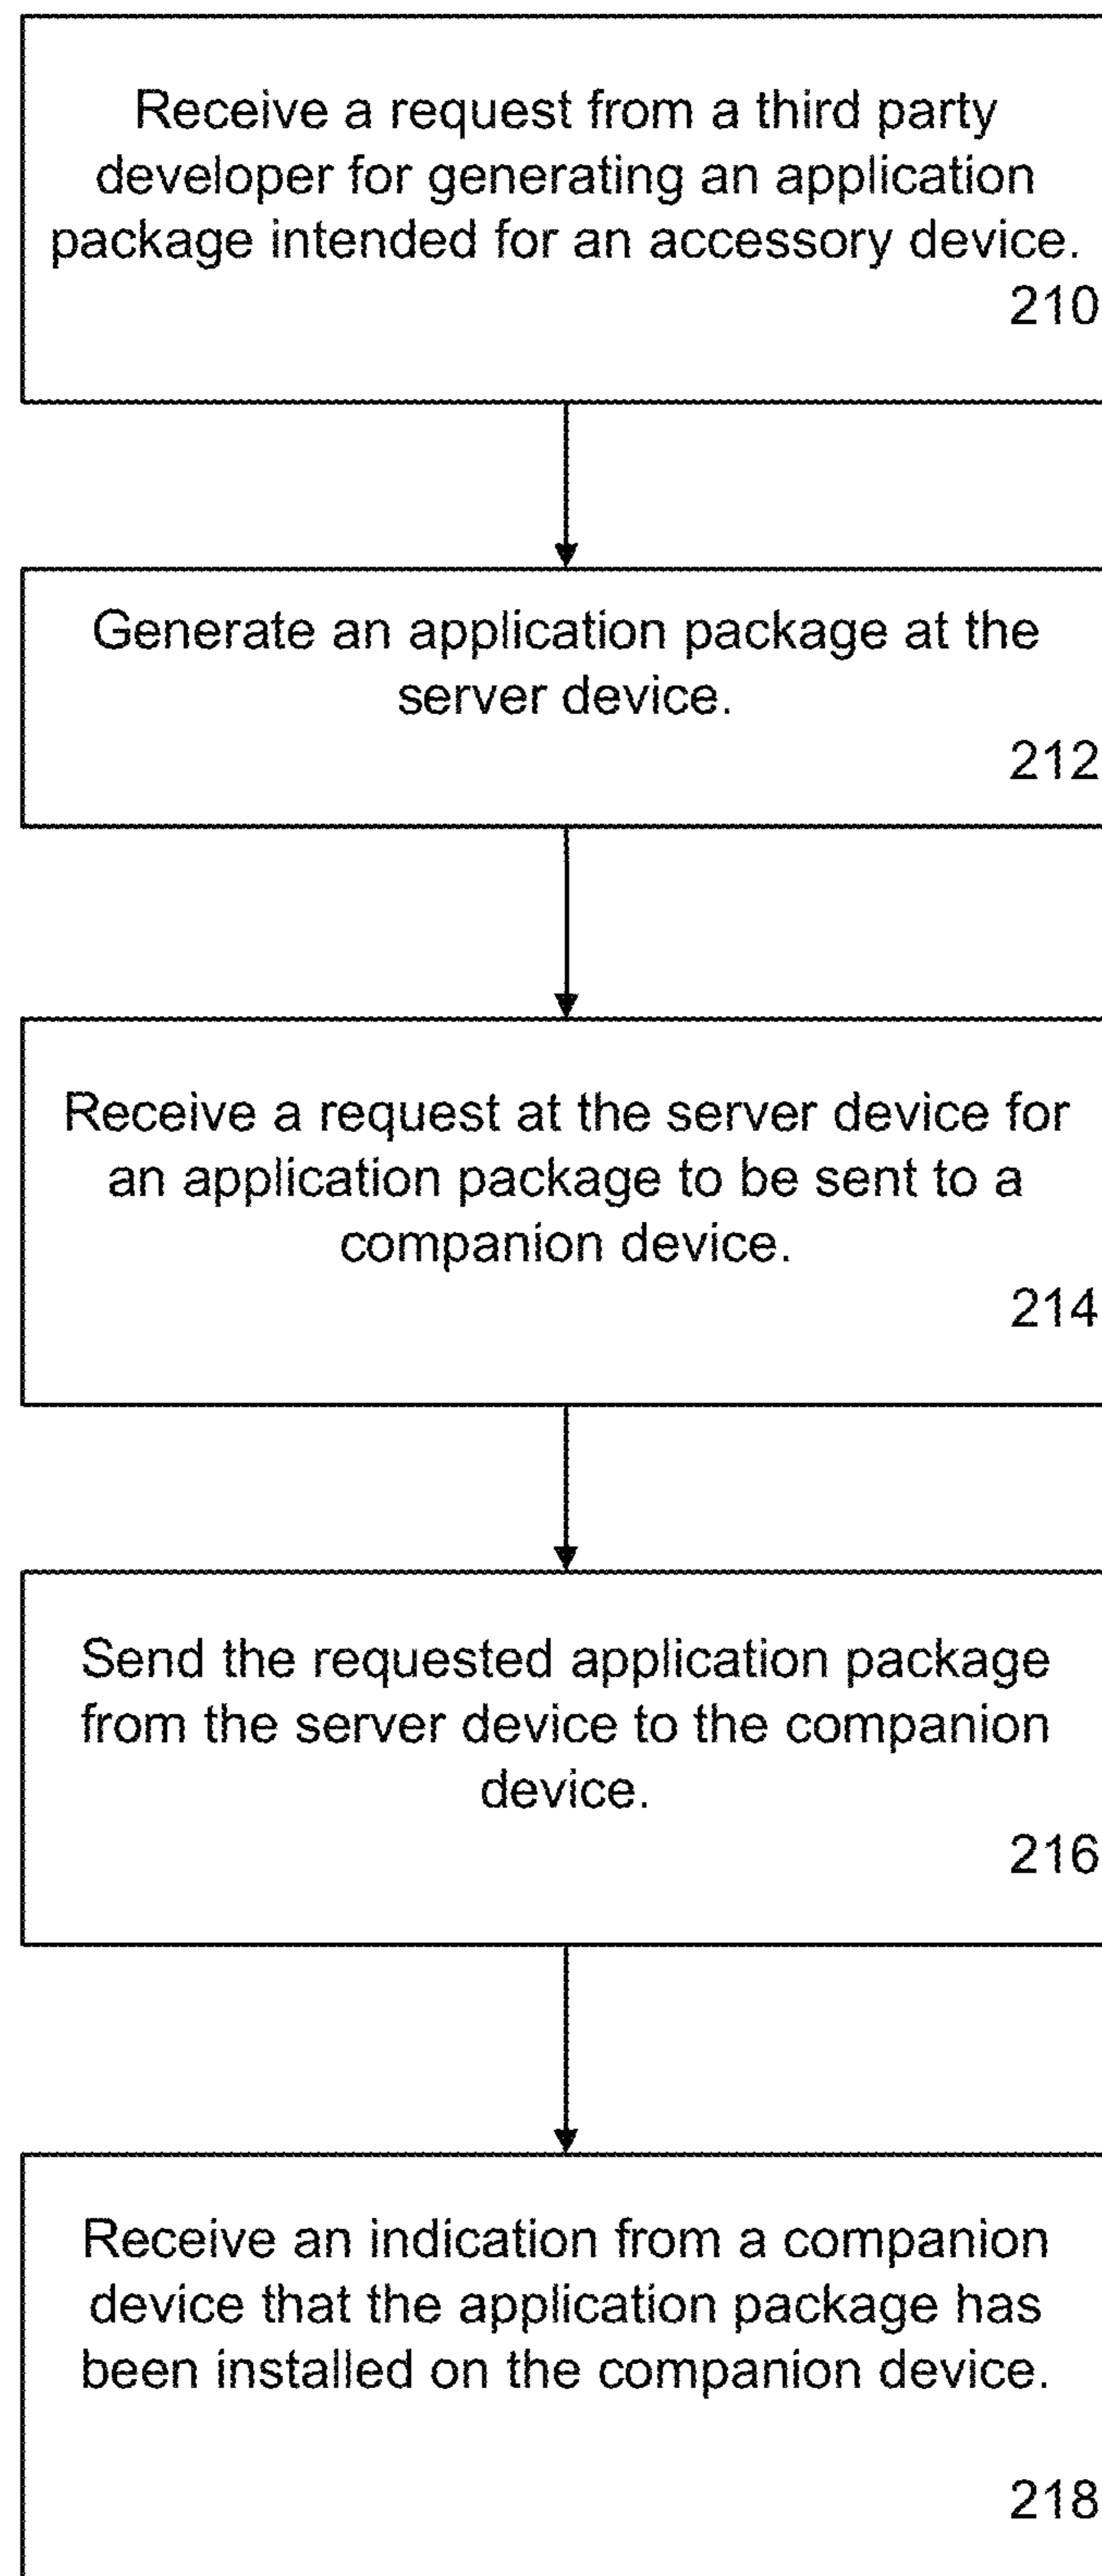 Receive a request from a third party
developer for generating an application
package intended for an accessory device.
210
Generate an application package at the
server device.
212
Receive a request at the server device for
an application package to be sent to a
companion device.
214
Send the requested application package
from the server device to the companion
device.
216
Receive an indication from a companion
device that the application package has
been installed on the companion device.
218